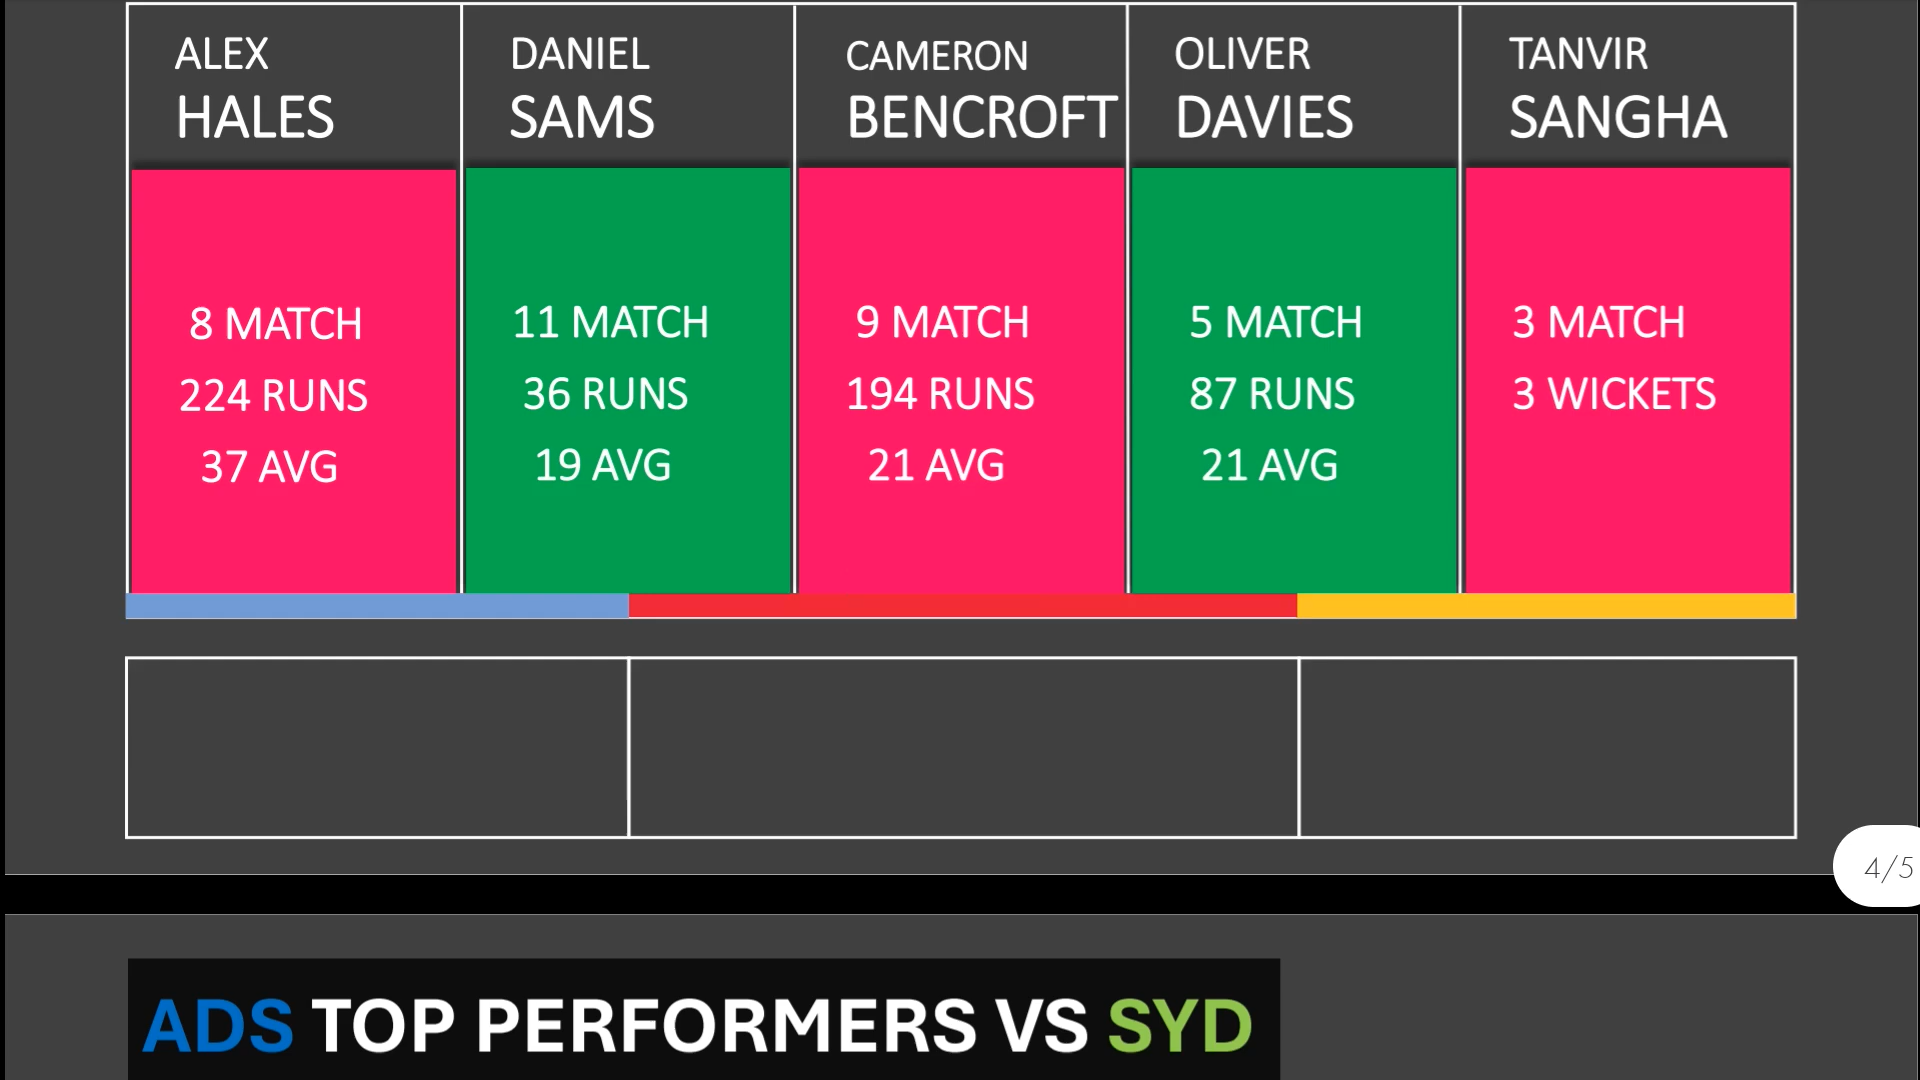 ALEX
HALES
DANIEL
SAMS
CAMERON
BENCROFT
OLIVER
DAVIES
TANVIR
SANGHA
8 MATCH
224 RUNS
37 AVG
11 MATCH
36 RUNS
19 AVG
9 MATCH
194 RUNS
21 AVG
5 MATCH
87 RUNS
21 AVG
3 MATCH
3 WICKETS
4/5
ADS TOP PERFORMERS VS SYD